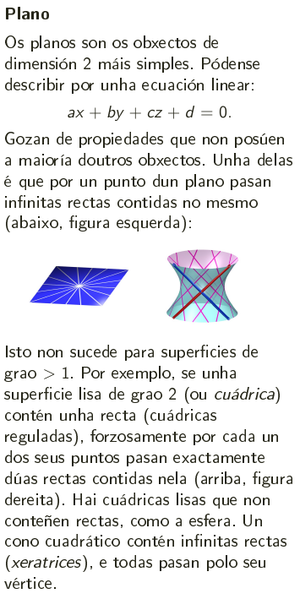 Plano
Os planos son os obxectos de
dimensión 2 máis simples. Pódense
describir por unha ecuación linear:
ax + by + cz + d = 0.
Gozan de propiedades que non posúen
a maioría doutros obxectos. Unha delas
é que por un punto dun plano pasan
infinitas rectas contidas no mesmo
(abaixo, figura esquerda):
Isto non sucede para superficies de
grao > 1. Por exemplo, se unha
superficie lisa de grao 2 (ou cuádrica)
contén unha recta (cuádricas
reguladas), forzosamente por cada un
dos seus puntos pasan exactamente
dúas rectas contidas nela (arriba, figura
dereita). Hai cuádricas lisas que non
conteñen rectas, como a esfera. Un
cono cuadrático contén infinitas rectas
(xeratrices), e todas pasan polo seu
vértice.